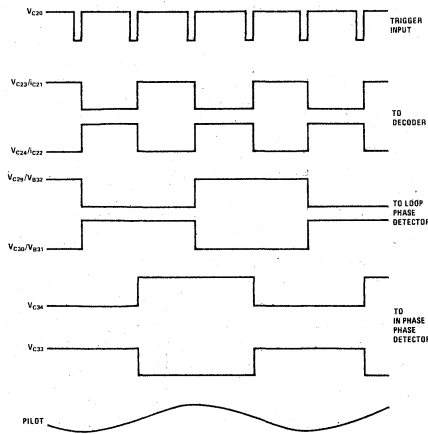 VC20
TRIGGER
INPUT
VC23/iC21
TO
DECODER
VC24/iC22
VC29/VB32
TO LOOP
PHASE
DETECTOR
VC30/VB31
VC34
TO
IN PHASE
PHASE
DETECTOR
VC33
PILOT